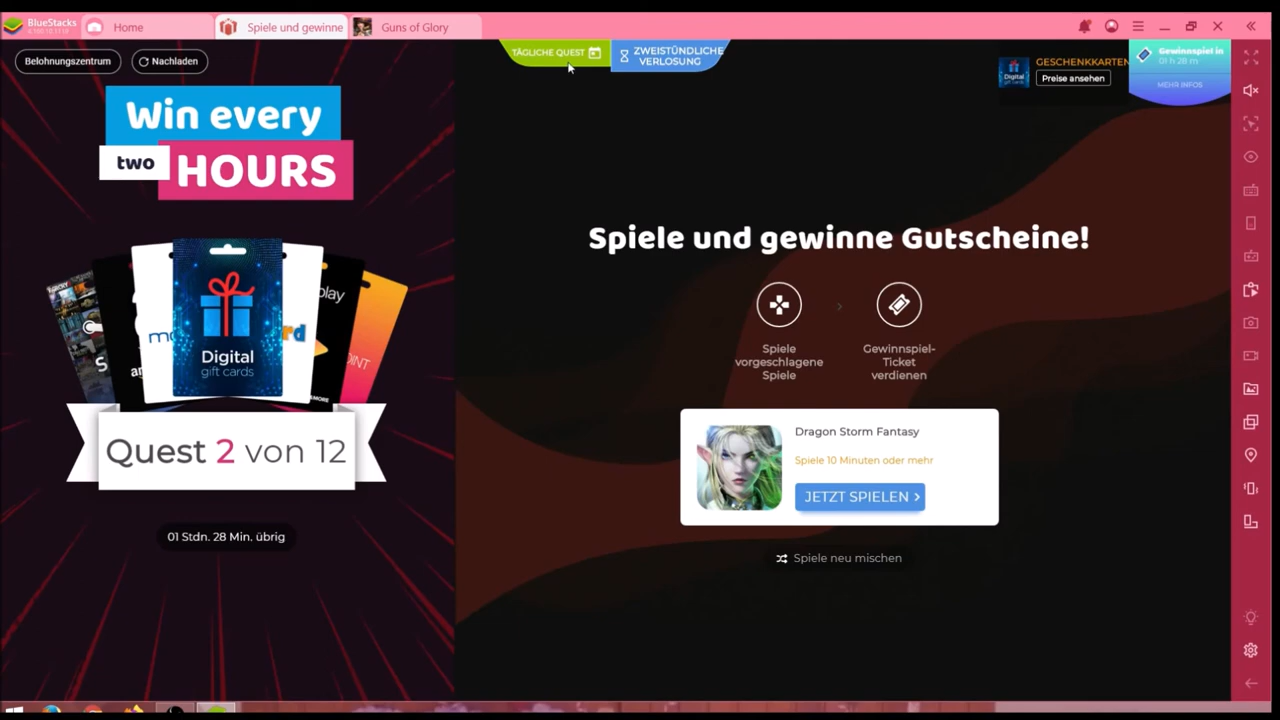 BlueStacks
Home
Spiele und gewinne
Guns of Glory
Belohnungszentrum
Nachladen
TÄGLICHE QUEST
ZWEISTÜNDLICHE
VERLOSUNG
GESCHENKKARTEN
Preise ansehen
Gewinnspiel in
01 h 28 m
MEHR INFOS
Win every
two
HOURS
Digital
gift cards
Quest 2 von 12
01 Stdn. 28 Min. übrig
Spiele und gewinne Gutscheine!
Spiele
vorgeschlagene
Spiele
Gewinnspiel-
Ticket
verdienen
Dragon Storm Fantasy
Spiele 10 Minuten oder mehr
JETZT SPIELEN
Spiele neu mischen